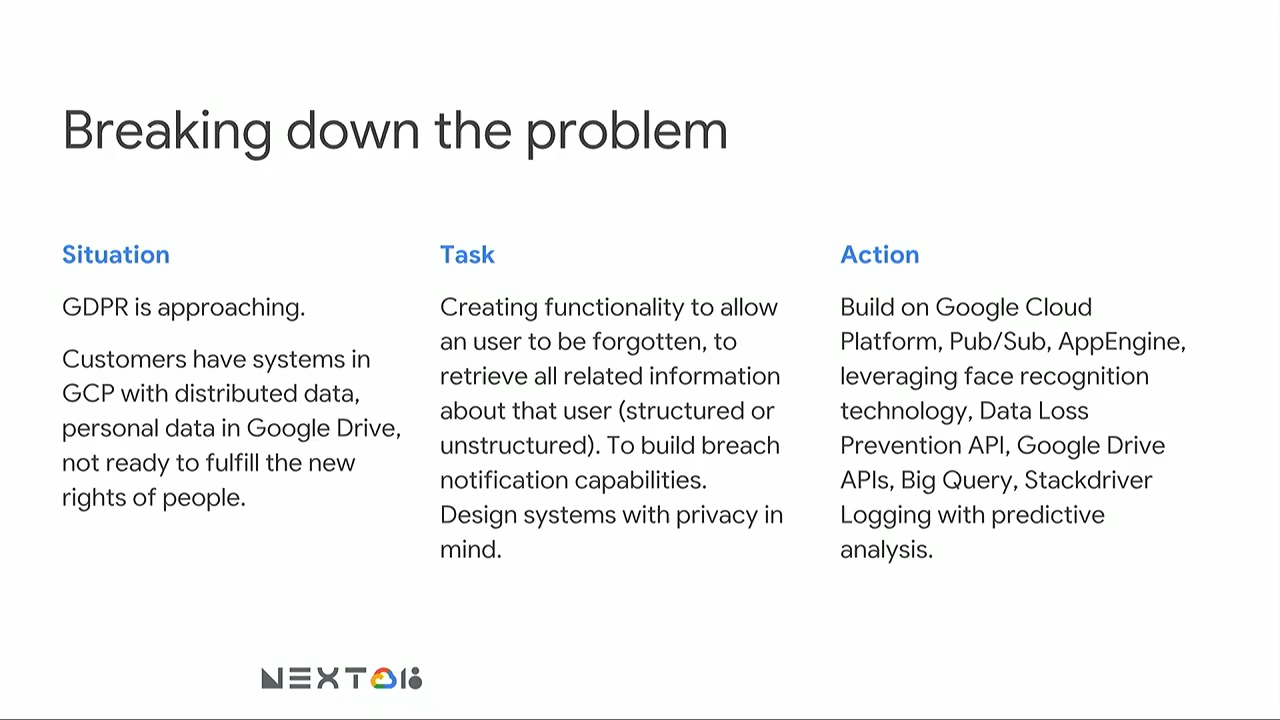 Breaking down the problem
Situation
GDPR is approaching.
Customers have systems in
GCP with distributed data,
personal data in Google Drive,
not ready to fulfill the new
rights of people.
Task
Creating functionality to allow
an user to be forgotten, to
retrieve all related information
about that user (structured or
unstructured). To build breach
notification capabilities.
Design systems with privacy in
mind.
Action
Build on Google Cloud
Platform, Pub/Sub, AppEngine,
leveraging face recognition
technology, Data Loss
Prevention API, Google Drive
APIs, Big Query, Stackdriver
Logging with predictive
analysis.
NEXT 18